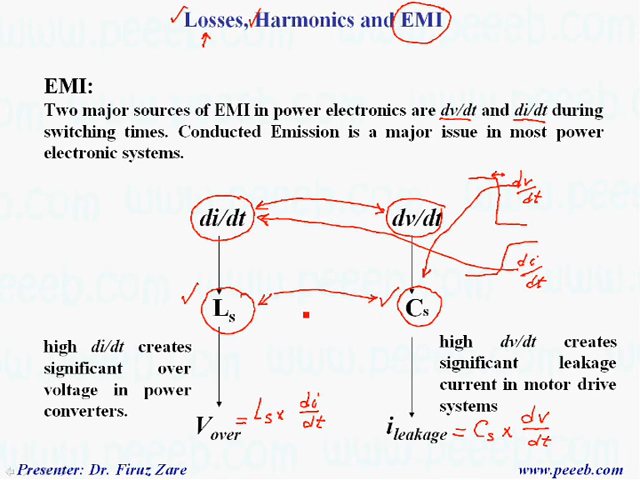 Losses, Harmonics and EMI
EMI:
Two major sources of EMI in power electronics are dv/dt and di/dt during
switching times. Conducted Emission is a major issue in most power
electronic systems.
dv/dt
di/dt
di/dt
dv/dt
Ls
Cs
high di/dt creates
significant over
voltage in power
converters.
high dv/dt creates
significant leakage
current in motor drive
systems
Vover = Ls x di/dt
ileakage = Cs x dv/dt
Presenter: Dr. Firuz Zare
www.peeeb.com